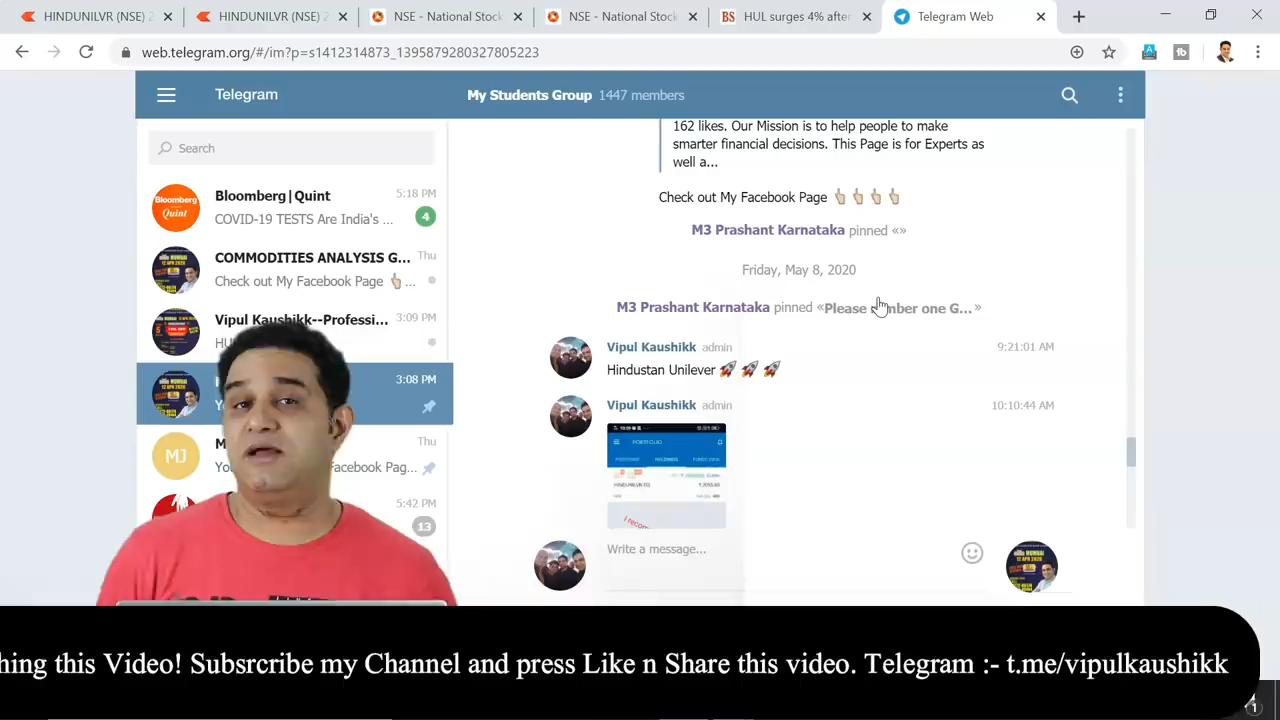 HINDUNILVR (NSE) 2
HINDUNILVR (NSE) 2
NSE - National Stock
NSE - National Stock
HUL surges 4% after
Telegram Web
web.telegram.org/#/im?p=s1412314873_1395879280327805223
Telegram
My Students Group 1447 members
Search
Bloomberg|Quint 5:18 PM
COVID-19 TESTS Are India's ... 4
COMMODITIES ANALYSIS G... Thu
Check out My Facebook Page ...
Vipul Kaushikk--Professi... 3:09 PM
3:08 PM
MJ
Thu
Facebook Pag...
5:42 PM
13
162 likes. Our Mission is to help people to make
smarter financial decisions. This Page is for Experts as
well a...
Check out My Facebook Page 👆🏻 👆🏻 👆🏻 👆🏻
M3 Prashant Karnataka pinned «»
Friday, May 8, 2020
M3 Prashant Karnataka pinned «Please one G...»
Vipul Kaushikk admin 9:21:01 AM
Hindustan Unilever 🚀 🚀 🚀
Vipul Kaushikk admin 10:10:44 AM
PORTFOLIO
Write a message...
hing this Video! Subsrcribe my Channel and press Like n Share this video. Telegram :- t.me/vipulkaushikk